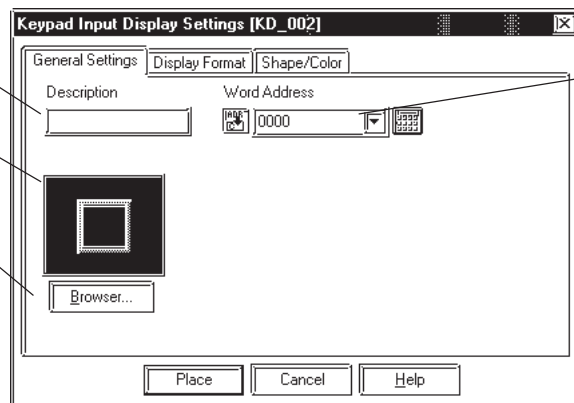 Keypad Input Display Settings [KD_002]
General Settings Display Format Shape/Color
Description Word Address
0000
Browser...
Place Cancel Help